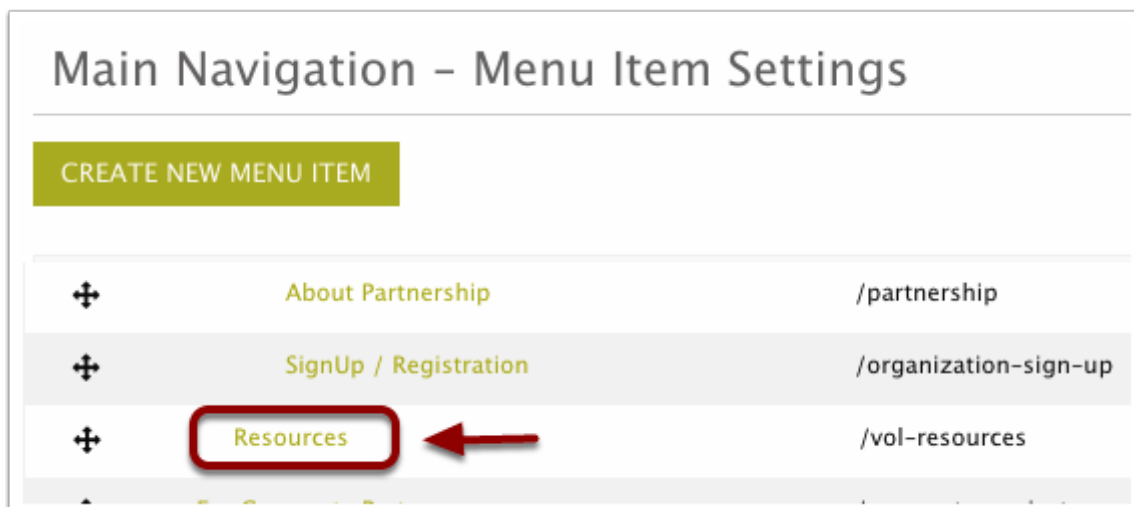 Main Navigation – Menu Item Settings
CREATE NEW MENU ITEM
About Partnership /partnership
SignUp / Registration /organization-sign-up
Resources /vol-resources